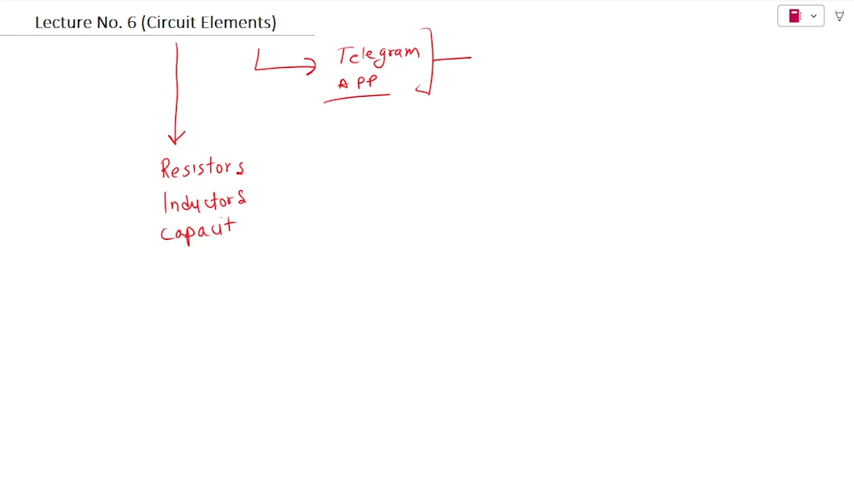 Lecture No. 6 (Circuit Elements)
Telegram
APP
Resistors
Inductors
Capacit